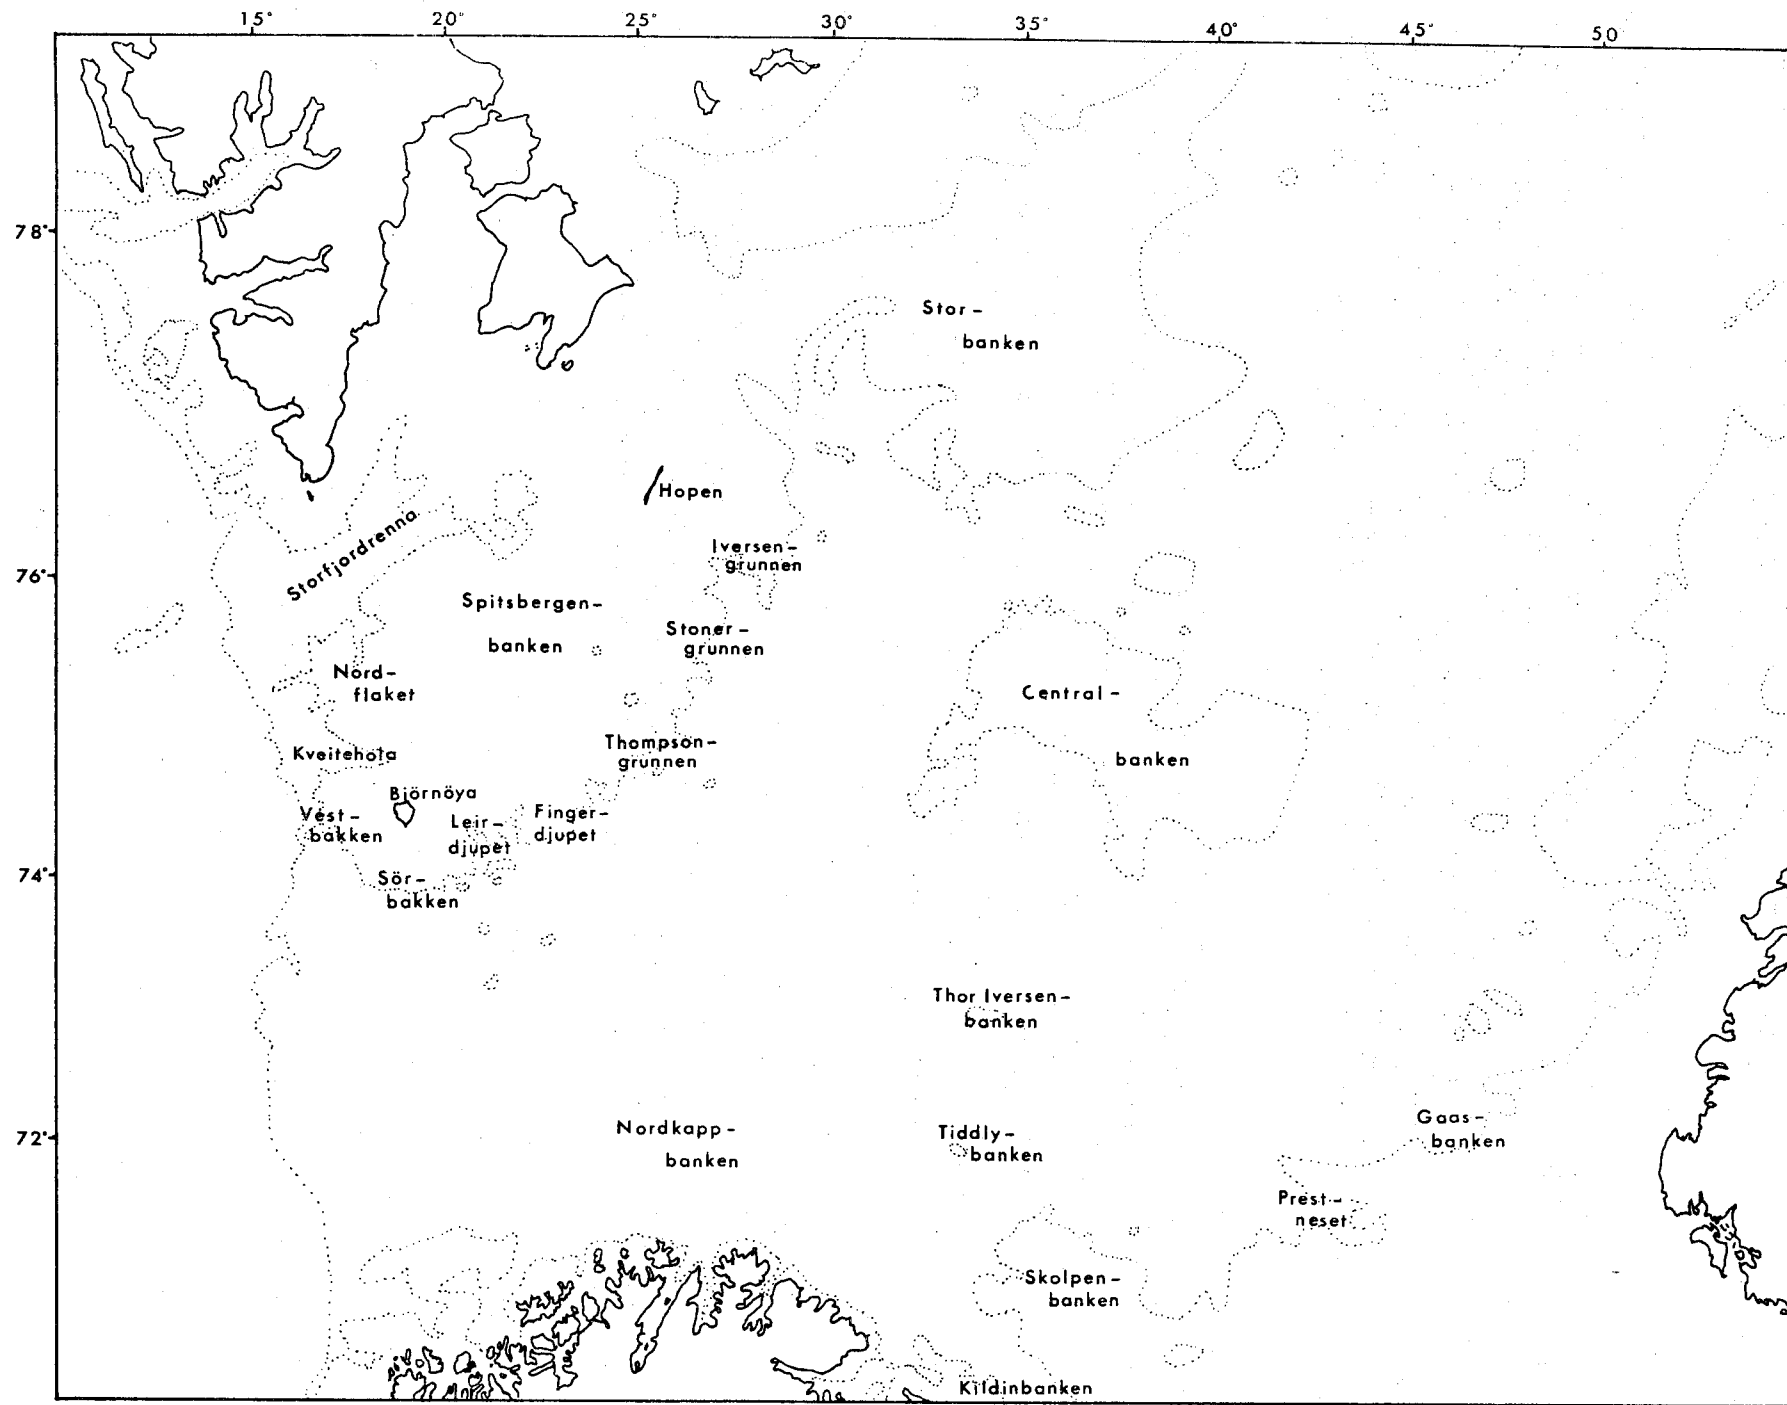 15°
20°
25°
30°
35°
40°
45°
50
78°
Stor-
banken
Hopen
Storfjordrenna
Iversen-
grunnen
76°
Spitsbergen-
banken
Stoner-
grunnen
Nord-
flaket
Central-
banken
Thompson-
grunnen
Kveitehola
Björnöya
Vest-
bakken
Leir-
djupet
Finger-
djupet
74°
Sör-
bakken
Thor Iversen-
banken
72°
Nordkapp-
banken
Tiddly-
banken
Gaas-
banken
Prest-
neset
Skolpen-
banken
Kildinbanken